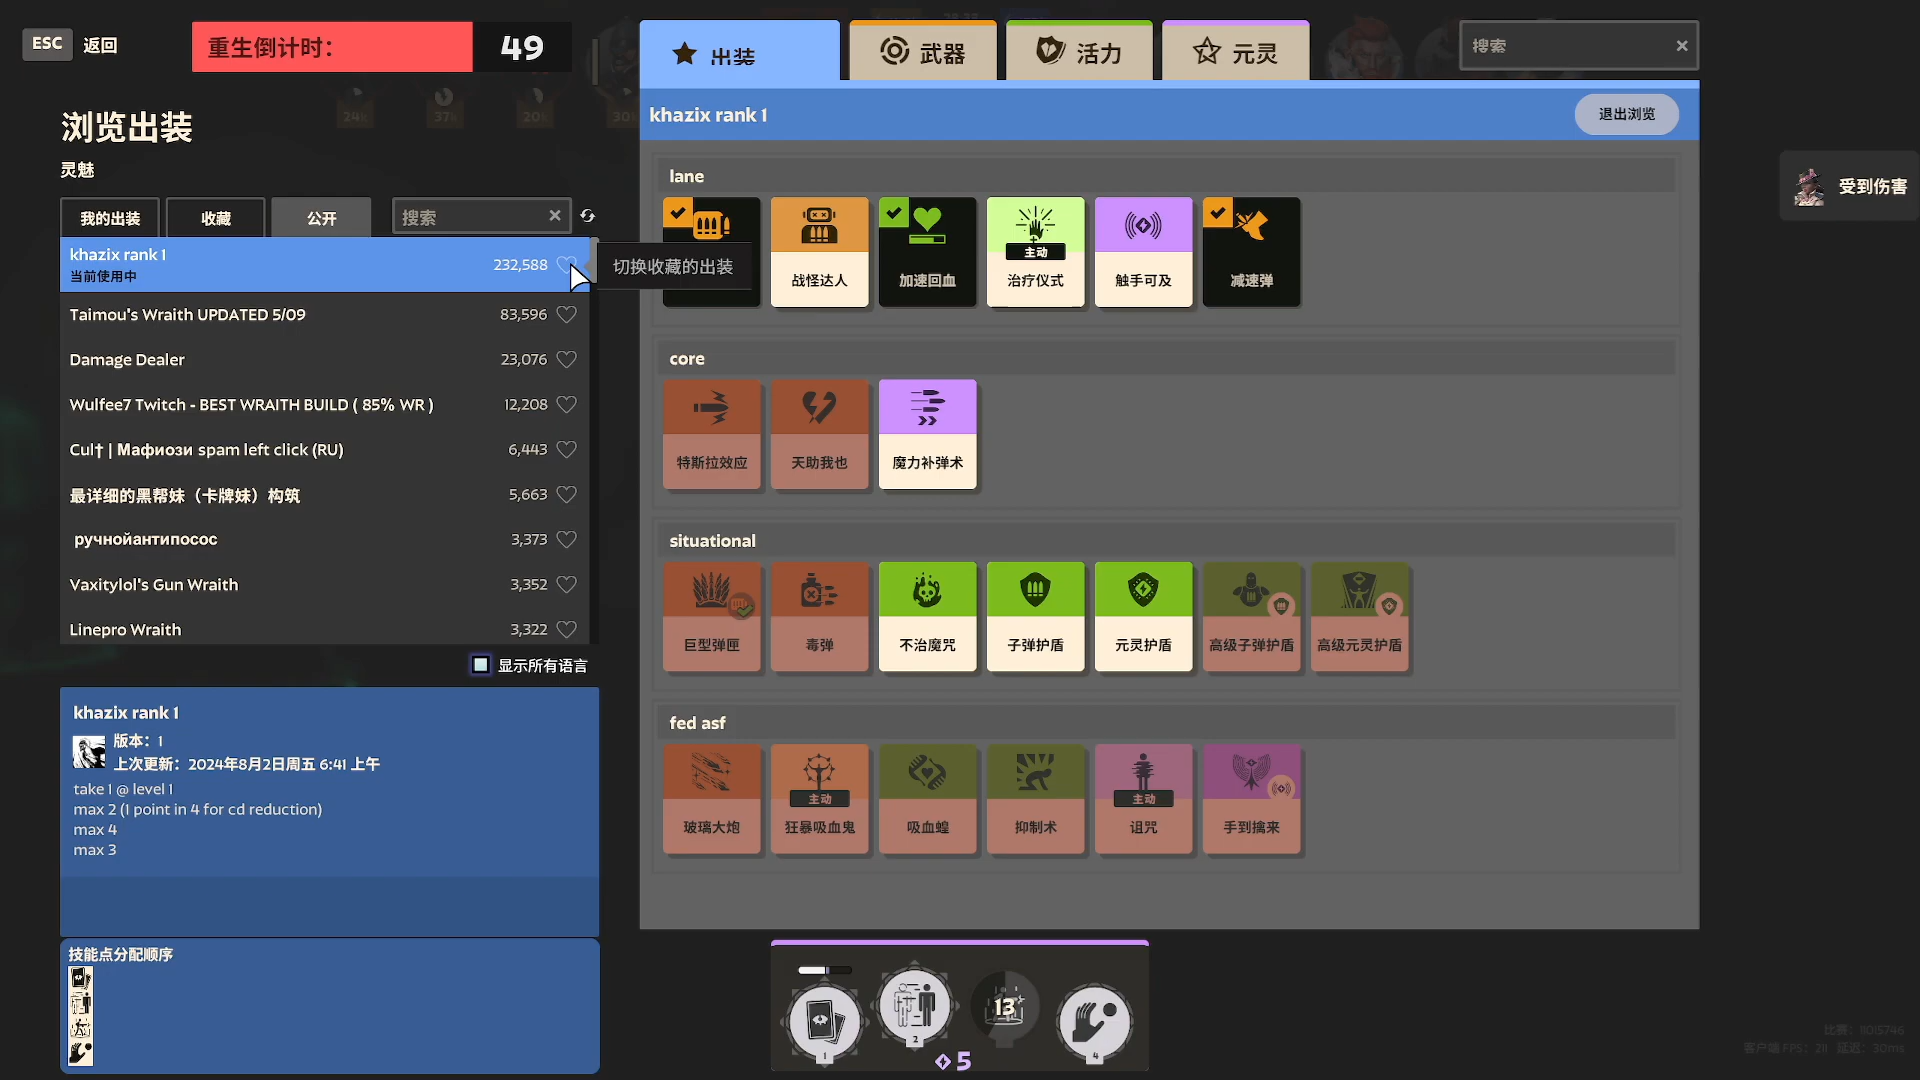 ESC 返回
重生倒计时： 49
出装
武器
活力
元灵
搜索
浏览出装
灵魅
khazix rank 1
退出浏览
我的出装
收藏
公开
搜索
khazix rank 1
当前使用中
232,588
切换收藏的出装
Taimou's Wraith UPDATED 5/09 83,596
Damage Dealer 23,076
Wulfee7 Twitch - BEST WRAITH BUILD ( 85% WR ) 12,208
Cul† | Мафиози spam left click (RU) 6,443
最详细的黑帮妹（卡牌妹）构筑 5,663
ручнойантипосос 3,373
Vaxitylol's Gun Wraith 3,352
Linepro Wraith 3,322
显示所有语言
lane
战怪达人
加速回血
主动
治疗仪式
触手可及
减速弹
core
特斯拉效应
天助我也
魔力补弹术
situational
巨型弹匣
毒弹
不治魔咒
子弹护盾
元灵护盾
高级子弹护盾
高级元灵护盾
fed asf
玻璃大炮
主动
狂暴吸血鬼
吸血蝗
抑制术
主动
诅咒
手到擒来
受到伤害
khazix rank 1
版本：1
上次更新：2024年8月2日周五 6:41 上午
take 1 @ level 1
max 2 (1 point in 4 for cd reduction)
max 4
max 3
技能点分配顺序
1
2
13
4
5
客户端 FPS：211 延迟：30ms